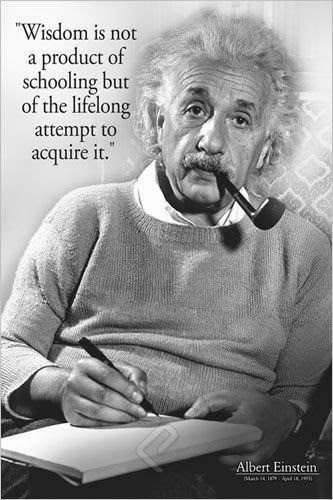 "Wisdom is not
a product of
schooling but
of the lifelong
attempt to
acquire it."
Albert Einstein
(March 14, 1879 - April 18, 1955)